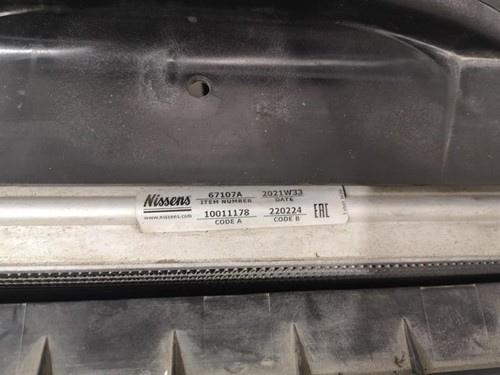 Nissens 67107A 2021W33
ITEM NUMBER DATE
www.nissens.com 10011178 220224 EAC
CODE A CODE B